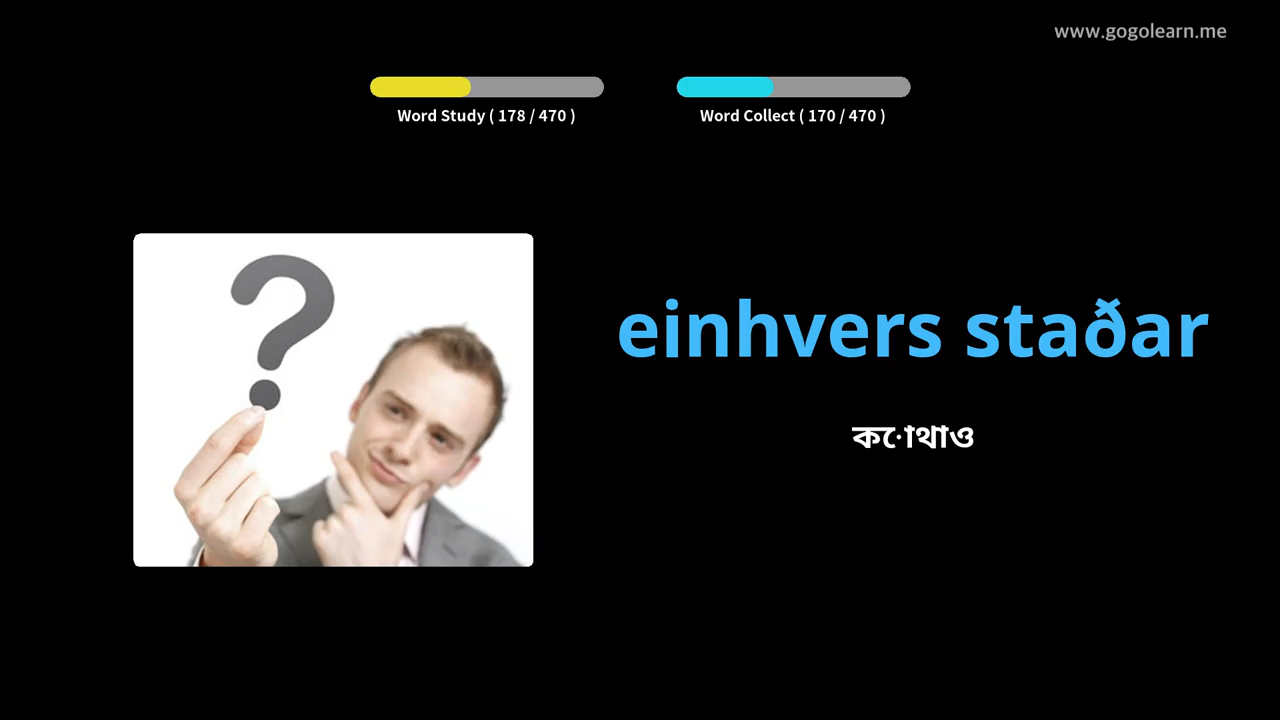 www.gogolearn.me
Word Study ( 178 / 470 )
Word Collect ( 170 / 470 )
einhvers staðar
কোথাও